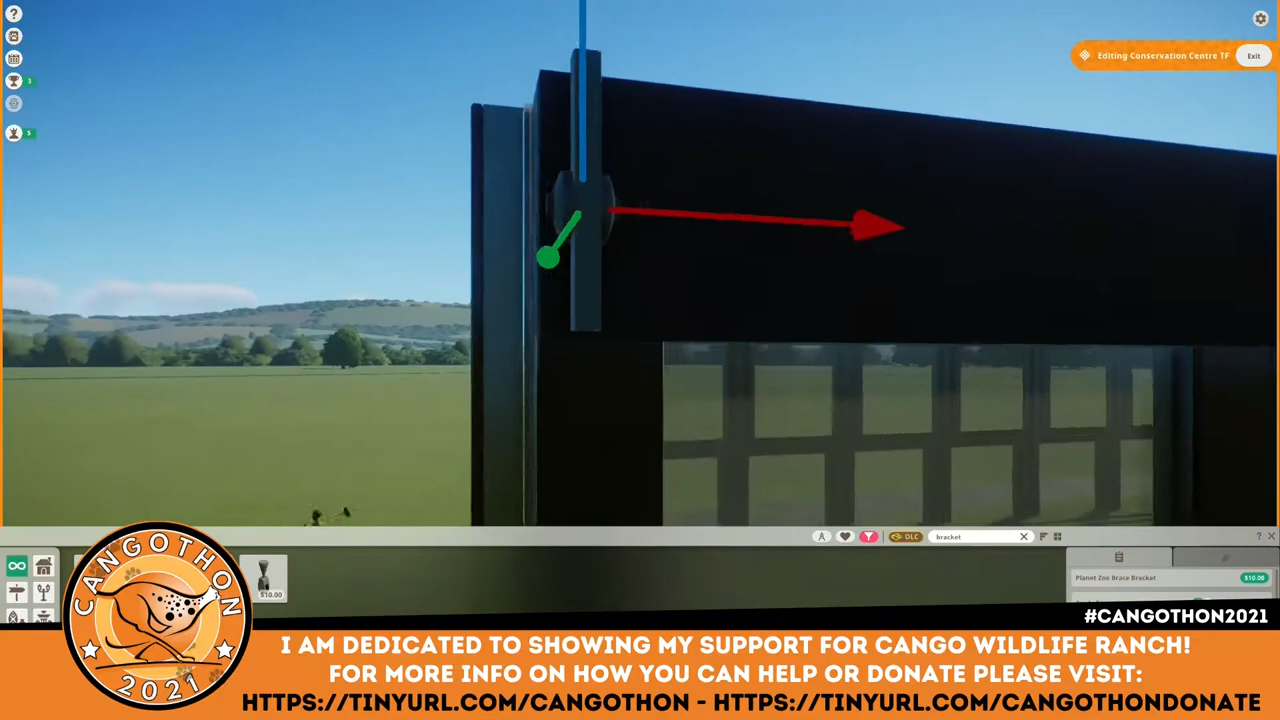 ?
Editing Conservation Centre TF
Exit
3
5
A
DLC
bracket
?
$10.00
Planet Zoo Brace Bracket
$10.00
#CANGOTHON2021
CANGOTHON
2021
I AM DEDICATED TO SHOWING MY SUPPORT FOR CANGO WILDLIFE RANCH!
FOR MORE INFO ON HOW YOU CAN HELP OR DONATE PLEASE VISIT:
HTTPS://TINYURL.COM/CANGOTHON - HTTPS://TINYURL.COM/CANGOTHONDONATE